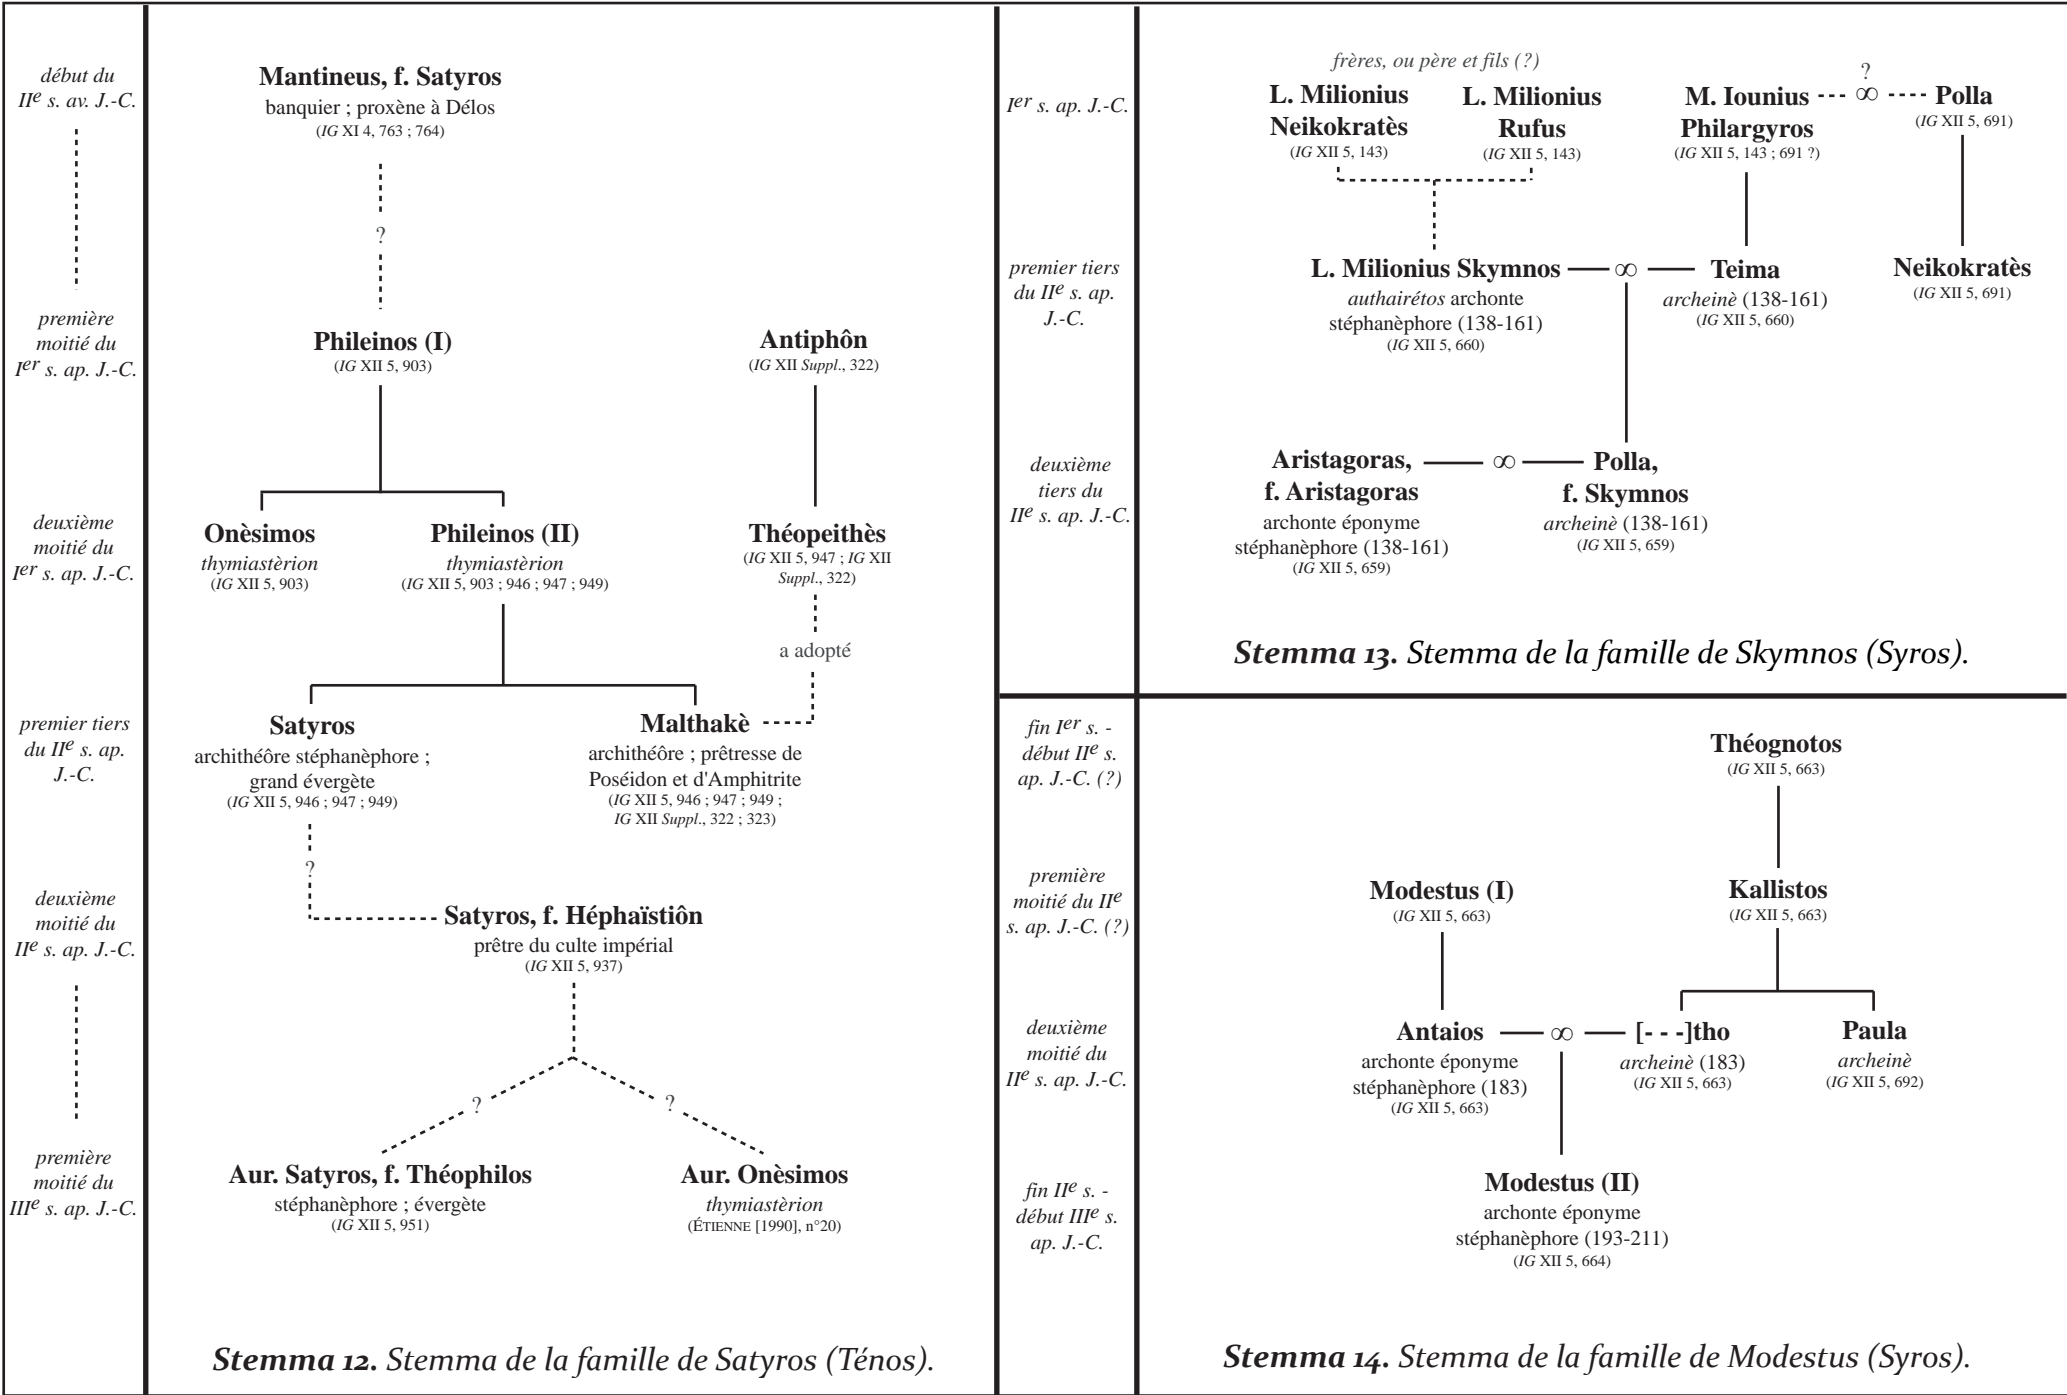 début du
IIe s. av. J.-C.
première
moitié du
Ier s. ap. J.-C.
deuxième
moitié du
Ier s. ap. J.-C.
premier tiers
du IIe s. ap.
J.-C.
deuxième
moitié du
IIe s. ap. J.-C.
première
moitié du
IIIe s. ap. J.-C.
Mantineus, f. Satyros
banquier ; proxène à Délos
(IG XI 4, 763 ; 764)
?
Phileinos (I)
(IG XII 5, 903)
Antiphôn
(IG XII Suppl., 322)
Onèsimos
thymiastèrion
(IG XII 5, 903)
Phileinos (II)
thymiastèrion
(IG XII 5, 903 ; 946 ; 947 ; 949)
Théopeithès
(IG XII 5, 947 ; IG XII
Suppl., 322)
a adopté
Satyros
archithéôre stéphanèphore ;
grand évergète
(IG XII 5, 946 ; 947 ; 949)
Malthakè
archithéôre ; prêtresse de
Poséidon et d'Amphitrite
(IG XII 5, 946 ; 947 ; 949 ;
IG XII Suppl., 322 ; 323)
?
Satyros, f. Héphaïstiôn
prêtre du culte impérial
(IG XII 5, 937)
? ?
Aur. Satyros, f. Théophilos
stéphanèphore ; évergète
(IG XII 5, 951)
Aur. Onèsimos
thymiastèrion
(ÉTIENNE [1990], n°20)
Stemma 12. Stemma de la famille de Satyros (Ténos).
Ier s. ap. J.-C.
premier tiers
du IIe s. ap.
J.-C.
deuxième
tiers du
IIe s. ap. J.-C.
frères, ou père et fils (?)
L. Milionius
Neikokratès
(IG XII 5, 143)
L. Milionius
Rufus
(IG XII 5, 143)
M. Iounius
Philargyros
(IG XII 5, 143 ; 691 ?)
?
∞
Polla
(IG XII 5, 691)
L. Milionius Skymnos
authairétos archonte
stéphanèphore (138-161)
(IG XII 5, 660)
∞
Teima
archeinè (138-161)
(IG XII 5, 660)
Neikokratès
(IG XII 5, 691)
Aristagoras,
f. Aristagoras
archonte éponyme
stéphanèphore (138-161)
(IG XII 5, 659)
∞
Polla,
f. Skymnos
archeinè (138-161)
(IG XII 5, 659)
Stemma 13. Stemma de la famille de Skymnos (Syros).
fin Ier s. -
début IIe s.
ap. J.-C. (?)
première
moitié du IIe
s. ap. J.-C. (?)
deuxième
moitié du
IIe s. ap. J.-C.
fin IIe s. -
début IIIe s.
ap. J.-C.
Théognotos
(IG XII 5, 663)
Modestus (I)
(IG XII 5, 663)
Kallistos
(IG XII 5, 663)
Antaios
archonte éponyme
stéphanèphore (183)
(IG XII 5, 663)
∞
[- - -]tho
archeinè (183)
(IG XII 5, 663)
Paula
archeinè
(IG XII 5, 692)
Modestus (II)
archonte éponyme
stéphanèphore (193-211)
(IG XII 5, 664)
Stemma 14. Stemma de la famille de Modestus (Syros).